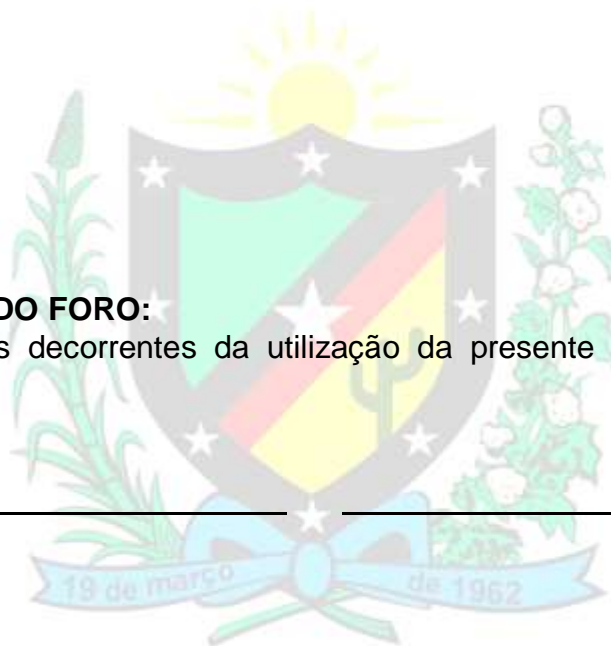 DO FORO:
s decorrentes da utilização da presente
19 de março de 1962